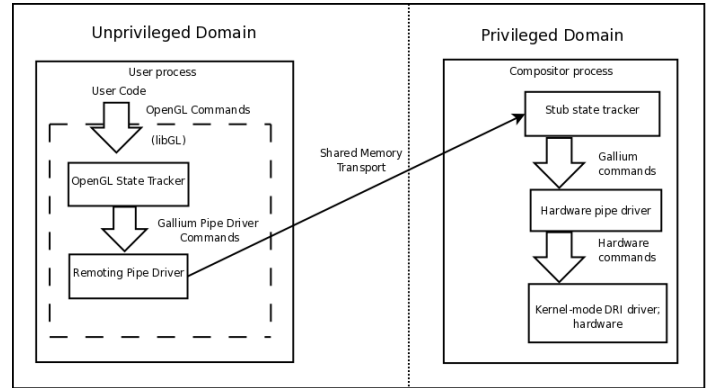 Unprivileged Domain
Privileged Domain
User process
User Code
OpenGL Commands
(libGL)
OpenGL State Tracker
Gallium Pipe Driver
Commands
Remoting Pipe Driver
Shared Memory
Transport
Compositor process
Stub state tracker
Gallium
commands
Hardware pipe driver
Hardware
commands
Kernel-mode DRI driver;
hardware